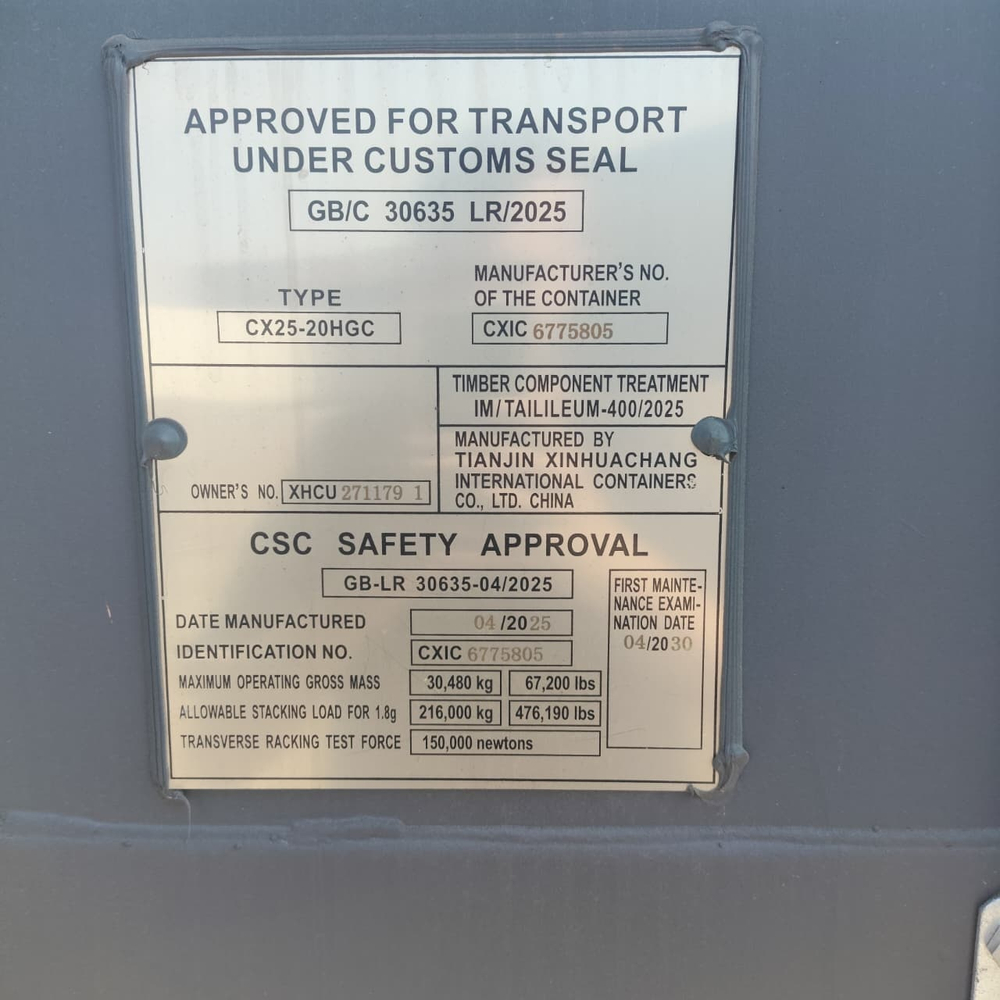 APPROVED FOR TRANSPORT
UNDER CUSTOMS SEAL
GB/C 30635 LR/2025
TYPE
CX25-20HGC
MANUFACTURER'S NO.
OF THE CONTAINER
CXIC 6775805
TIMBER COMPONENT TREATMENT
IM/TAILILEUM-400/2025
MANUFACTURED BY
TIANJIN XINHUACHANG
INTERNATIONAL CONTAINERS
CO., LTD. CHINA
OWNER'S NO. XHCU 271179 1
CSC SAFETY APPROVAL
GB-LR 30635-04/2025
DATE MANUFACTURED 04/2025
IDENTIFICATION NO. CXIC 6775805
MAXIMUM OPERATING GROSS MASS 30,480 kg 67,200 lbs
ALLOWABLE STACKING LOAD FOR 1.8g 216,000 kg 476,190 lbs
TRANSVERSE RACKING TEST FORCE 150,000 newtons
FIRST MAINTE-
NANCE EXAMI-
NATION DATE
04/2030